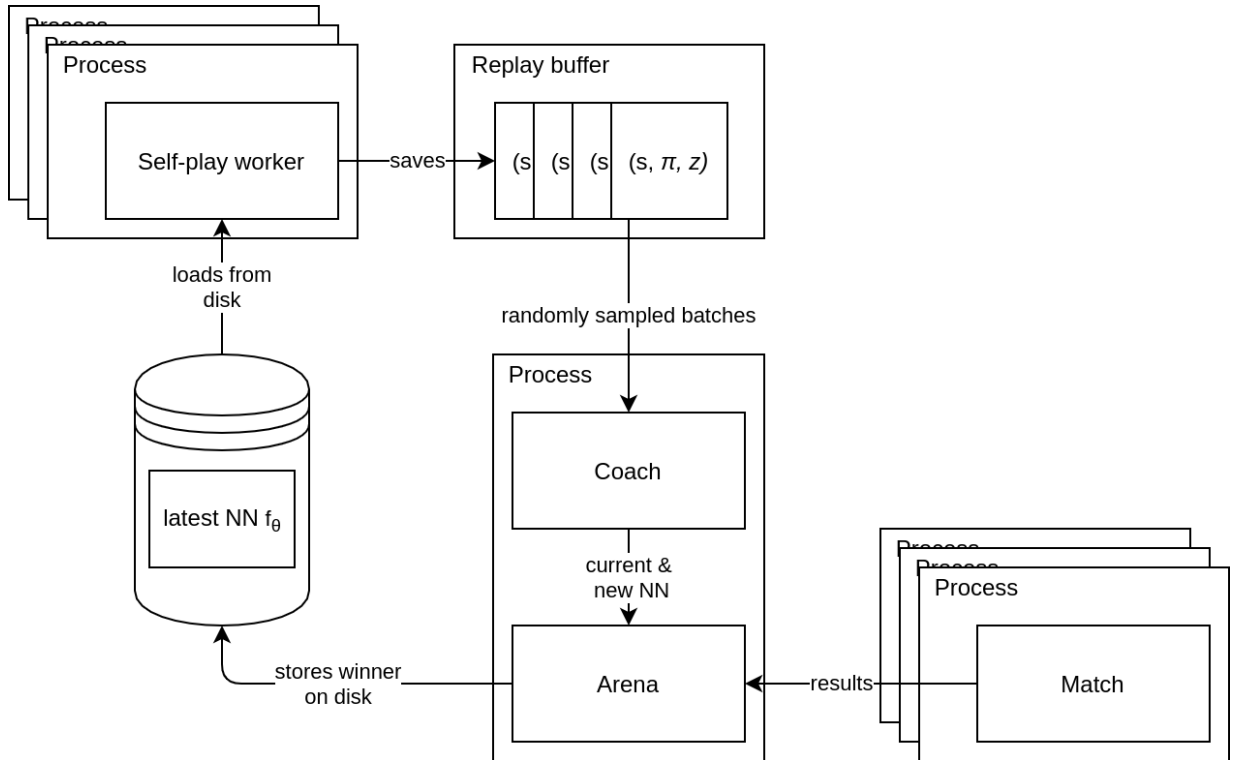 Process
Process
Process
Self-play worker
saves
Replay buffer
(s
(s
(s
(s, π, z)
loads from
disk
randomly sampled batches
latest NN fθ
Process
Coach
current &
new NN
Arena
stores winner
on disk
results
Process
Process
Process
Match